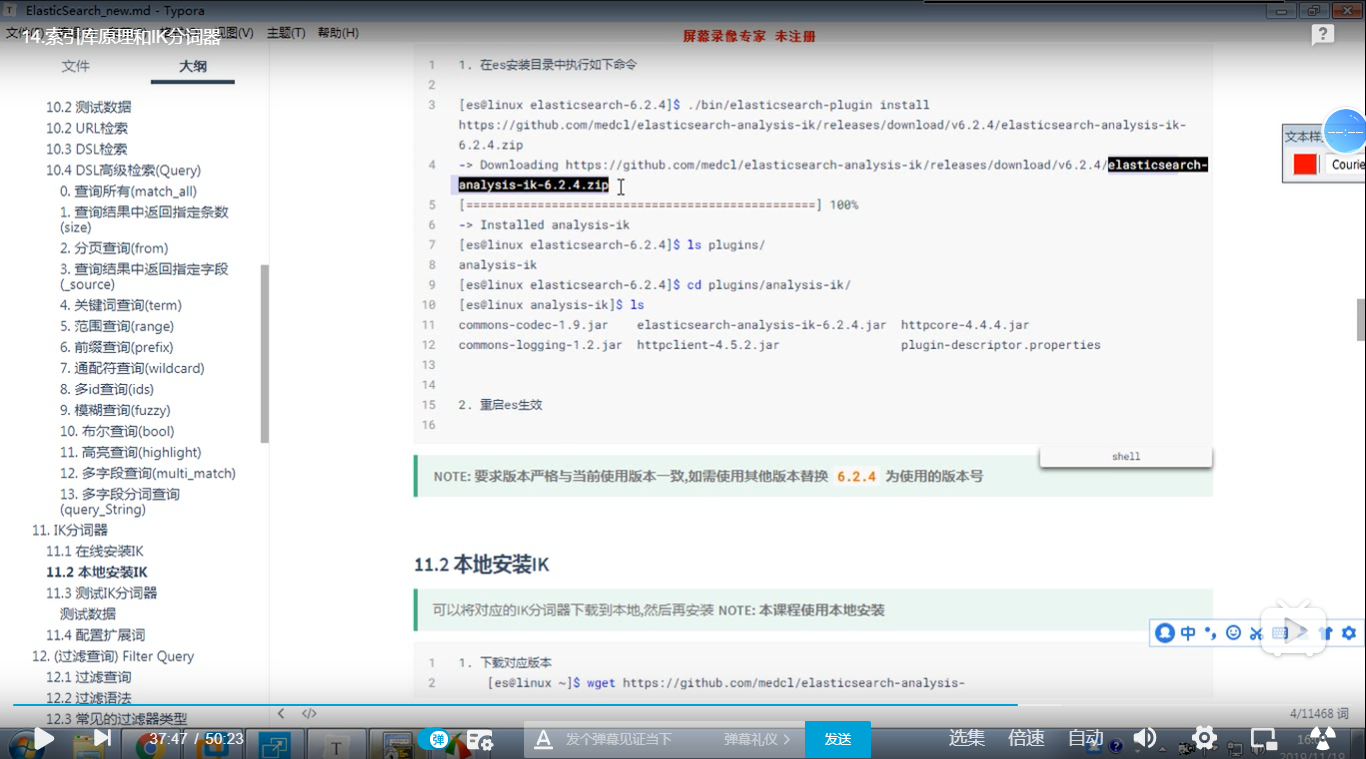 ElasticSearch_new.md - Typora
14.索引库原理和IK分词器
视图(V) 主题(T) 帮助(H)
屏幕录像专家 未注册
文件 大纲
10.2 测试数据
10.2 URL检索
10.3 DSL检索
10.4 DSL高级检索(Query)
0. 查询所有(match_all)
1. 查询结果中返回指定条数
(size)
2. 分页查询(from)
3. 查询结果中返回指定字段
(_source)
4. 关键词查询(term)
5. 范围查询(range)
6. 前缀查询(prefix)
7. 通配符查询(wildcard)
8. 多id查询(ids)
9. 模糊查询(fuzzy)
10. 布尔查询(bool)
11. 高亮查询(highlight)
12. 多字段查询(multi_match)
13. 多字段分词查询
(query_String)
11. IK分词器
11.1 在线安装IK
11.2 本地安装IK
11.3 测试IK分词器
测试数据
11.4 配置扩展词
12. (过滤查询) Filter Query
12.1 过滤查询
12.2 过滤语法
12.3 常见的过滤器类型
1 1. 在es安装目录中执行如下命令
2
3 [es@linux elasticsearch-6.2.4]$ ./bin/elasticsearch-plugin install
https://github.com/medcl/elasticsearch-analysis-ik/releases/download/v6.2.4/elasticsearch-analysis-ik-
6.2.4.zip
4 -> Downloading https://github.com/medcl/elasticsearch-analysis-ik/releases/download/v6.2.4/elasticsearch-
analysis-ik-6.2.4.zip
5 [=================================================] 100%
6 -> Installed analysis-ik
7 [es@linux elasticsearch-6.2.4]$ ls plugins/
8 analysis-ik
9 [es@linux elasticsearch-6.2.4]$ cd plugins/analysis-ik/
10 [es@linux analysis-ik]$ ls
11 commons-codec-1.9.jar elasticsearch-analysis-ik-6.2.4.jar httpcore-4.4.4.jar
12 commons-logging-1.2.jar httpclient-4.5.2.jar plugin-descriptor.properties
13
14
15 2. 重启es生效
16
shell
NOTE: 要求版本严格与当前使用版本一致,如需使用其他版本替换 6.2.4 为使用的版本号
11.2 本地安装IK
可以将对应的IK分词器下载到本地,然后再安装 NOTE: 本课程使用本地安装
1 1. 下载对应版本
2 [es@linux ~]$ wget https://github.com/medcl/elasticsearch-analysis-
文本样
Courie
中
4/11468 词
37:47 / 50:23
弹
发个弹幕见证当下 弹幕礼仪 发送
选集 倍速 自动